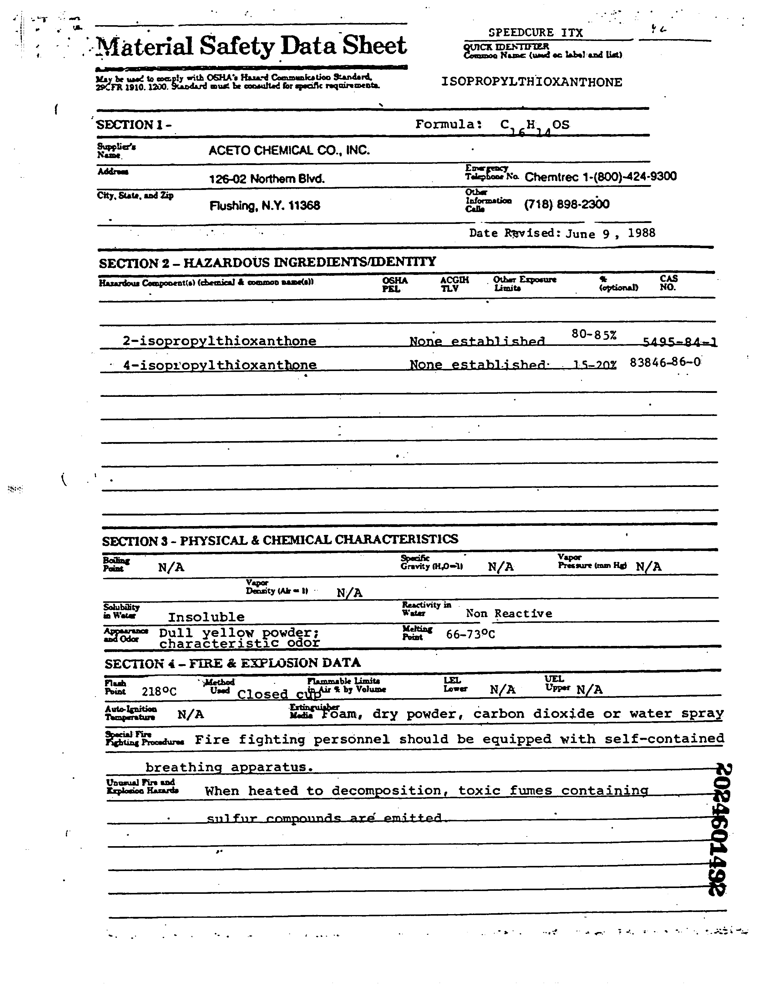 SPEEDCURE ITX
Material Safety Data Sheet
QUICK IDENTIFIER
Common Name: (used on label and list)
May be used to comply with OSHA's Hazard Communication Standard,
29 CFR 1910.1200. Standard must be consulted for specific requirements.
ISOPROPYLTHIOXANTHONE
SECTION 1 - Formula: C16H14OS
Supplier's Name ACETO CHEMICAL CO., INC.
Address 126-02 Northern Blvd. Emergency Telephone No. Chemtrec 1-(800)-424-9300
City, State, and Zip Flushing, N.Y. 11368 Other Information Calls (718) 898-2300
Date Revised: June 9, 1988
SECTION 2 – HAZARDOUS INGREDIENTS/IDENTITY
Hazardous Component(s) (chemical & common name(s)) OSHA PEL ACGIH TLV Other Exposure Limits % (optional) CAS NO.
2-isopropylthioxanthone None established 80-85% 5495-84-1
4-isopropylthioxanthone None established 15-20% 83846-86-0
SECTION 3 - PHYSICAL & CHEMICAL CHARACTERISTICS
Boiling Point N/A Specific Gravity (H2O=1) N/A Vapor Pressure (mm Hg) N/A
Vapor Density (Air = 1) N/A
Solubility in Water Insoluble Reactivity in Water Non Reactive
Appearance and Odor Dull yellow powder; characteristic odor Melting Point 66-73ºC
SECTION 4 – FIRE & EXPLOSION DATA
Flash Point 218ºC Method Used Closed cup Flammable Limits in Air % by Volume LEL Lower N/A UEL Upper N/A
Auto-Ignition Temperature N/A Extinguisher Media Foam, dry powder, carbon dioxide or water spray
Special Fire Fighting Procedures Fire fighting personnel should be equipped with self-contained
breathing apparatus.
Unusual Fire and Explosion Hazards When heated to decomposition, toxic fumes containing
sulfur compounds are emitted.
2024601492